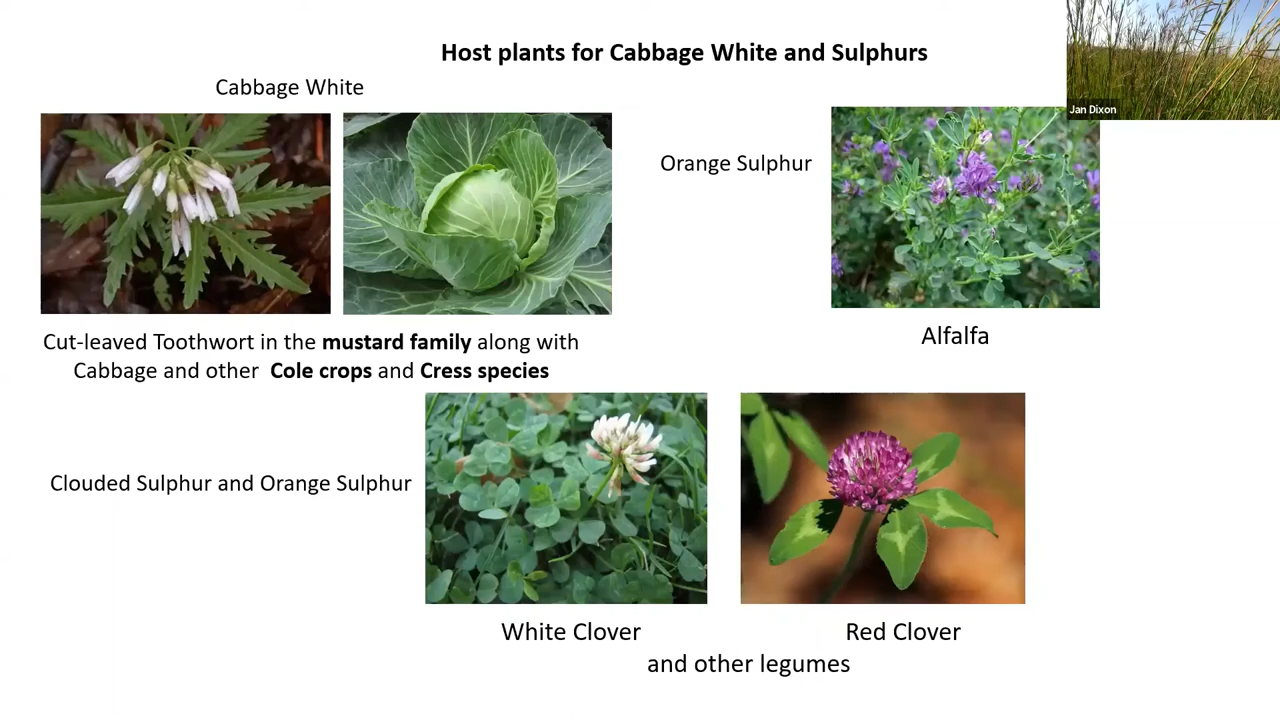 Host plants for Cabbage White and Sulphurs
Jan Dixon
Cabbage White
Orange Sulphur
Alfalfa
Cut-leaved Toothwort in the mustard family along with
Cabbage and other Cole crops and Cress species
Clouded Sulphur and Orange Sulphur
White Clover
Red Clover
and other legumes